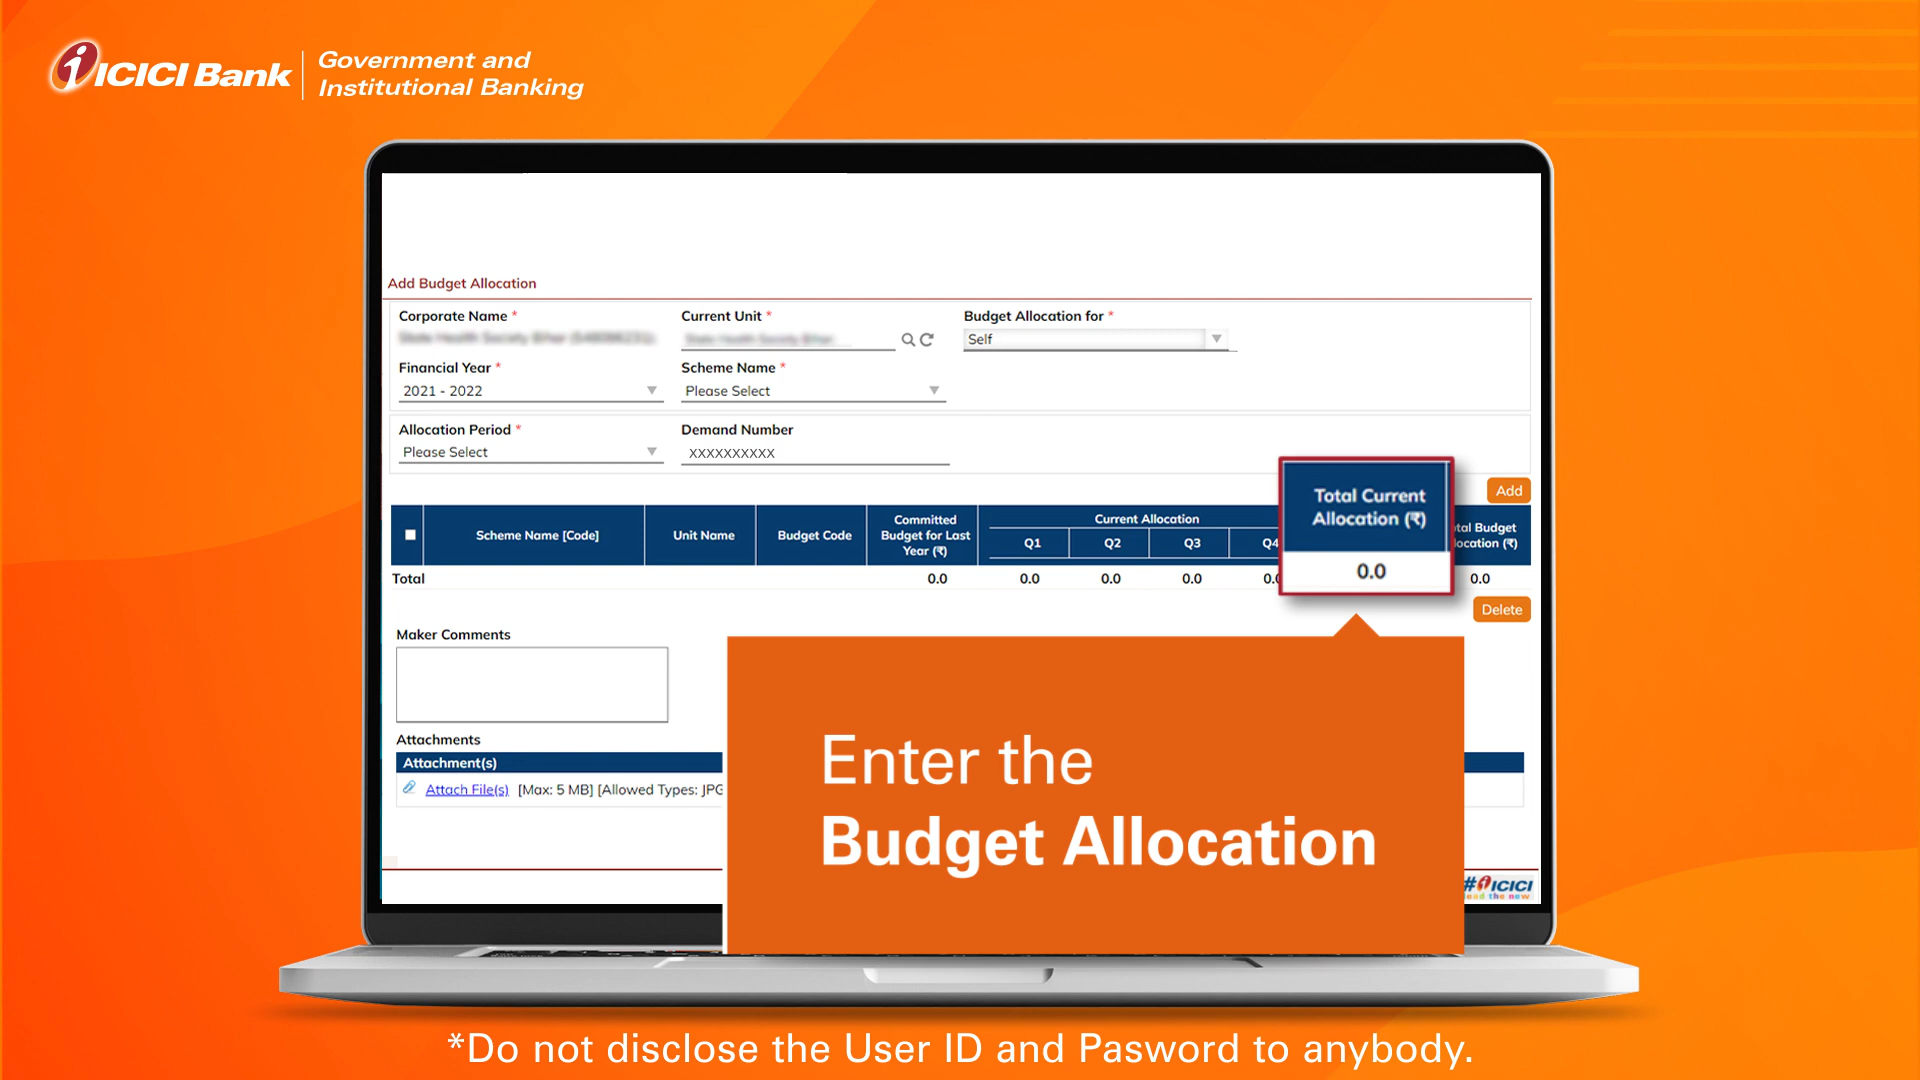 ICICI Bank
Government and
Institutional Banking
Add Budget Allocation
Corporate Name *
Current Unit *
Budget Allocation for *
Self
Financial Year *
Scheme Name *
2021 - 2022
Please Select
Allocation Period *
Demand Number
Please Select
XXXXXXXXXX
Add
Scheme Name [Code]
Unit Name
Budget Code
Committed
Budget for Last
Year (₹)
Current Allocation
Q1 Q2 Q3 Q4
Total Current
Allocation (₹)
Budget
(₹)
Total 0.0 0.0 0.0 0.0 0.0 0.0
Delete
Maker Comments
Attachments
Attachment(s)
Attach File(s) [Max: 5 MB] [Allowed Types: JPG
Enter the
Budget Allocation
#ICICI
the now
*Do not disclose the User ID and Pasword to anybody.